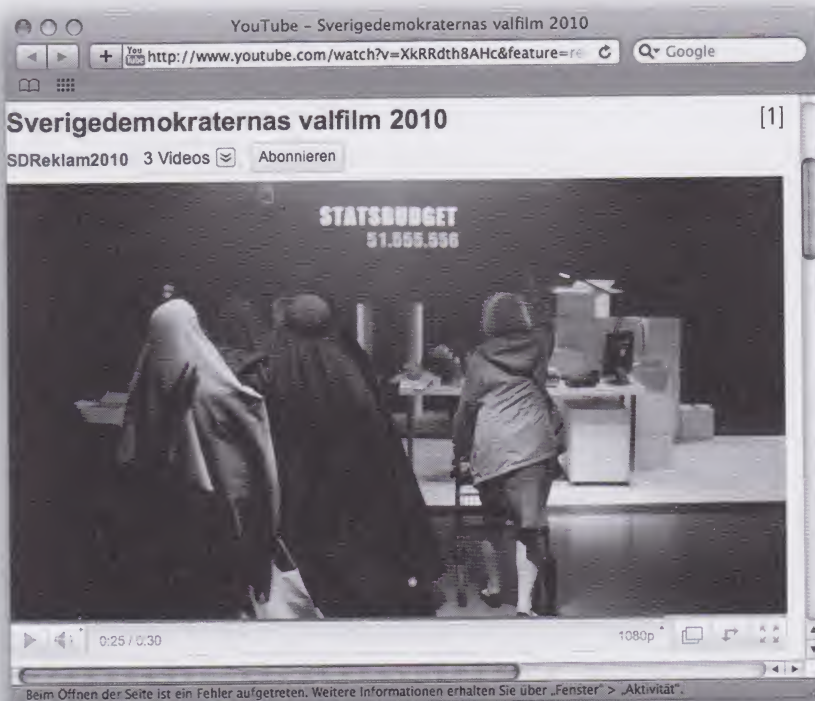 YouTube – Sverigedemokraternas valfilm 2010
You Tube http://www.youtube.com/watch?v=XkRRdth8AHc&feature=re
Google
Sverigedemokraternas valfilm 2010 [1]
SDReklam2010 3 Videos Abonnieren
STATSBUDGET
51.555.556
0:25 / 0:30 1080p
Beim Öffnen der Seite ist ein Fehler aufgetreten. Weitere Informationen erhalten Sie über „Fenster“ > „Aktivität“.